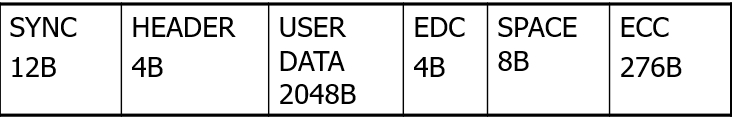 SYNC
12B
HEADER
4B
USER
DATA
2048B
EDC
4B
SPACE
8B
ECC
276B